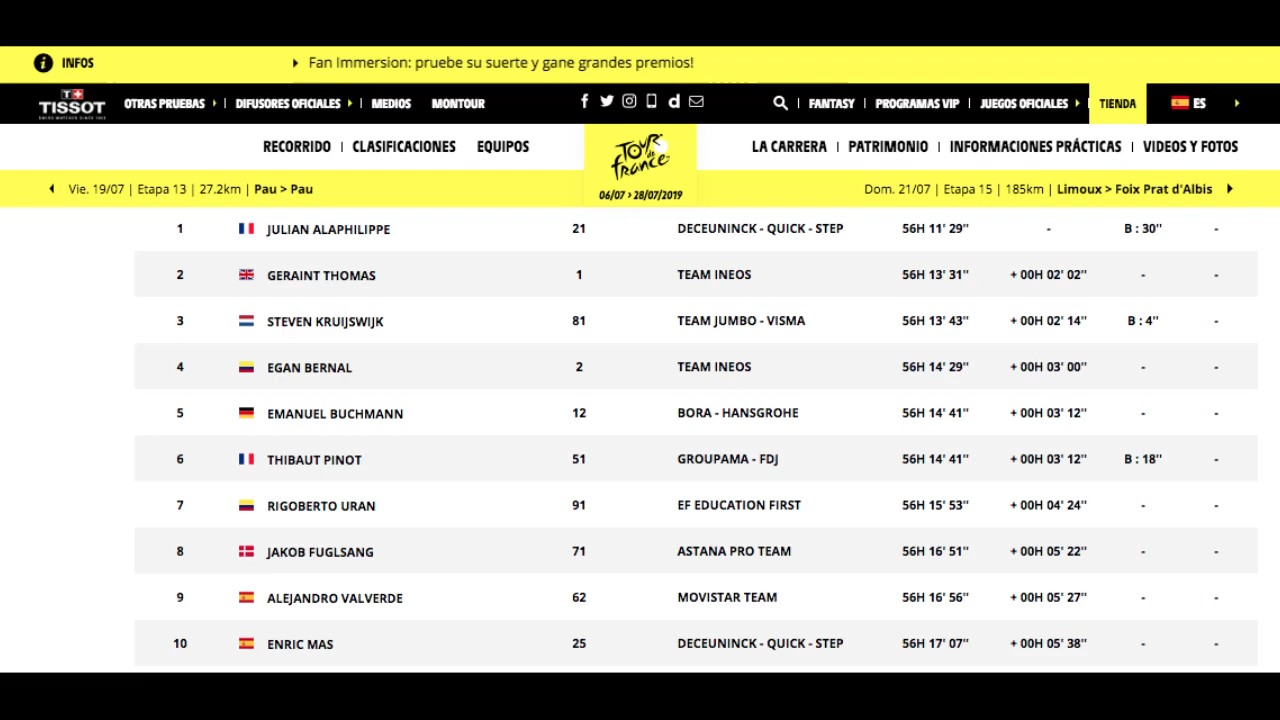 INFOS
Fan Immersion: pruebe su suerte y gane grandes premios!
TISSOT OTRAS PRUEBAS | DIFUSORES OFICIALES | MEDIOS MONTOUR | FANTASY | PROGRAMAS VIP | JUEGOS OFICIALES | TIENDA ES
RECORRIDO | CLASIFICACIONES EQUIPOS TOUR de france LA CARRERA | PATRIMONIO | INFORMACIONES PRÁCTICAS | VIDEOS Y FOTOS
Vie. 19/07 | Etapa 13 | 27.2km | Pau > Pau 06/07 > 28/07/2019 Dom. 21/07 | Etapa 15 | 185km | Limoux > Foix Prat d'Albis
1 JULIAN ALAPHILIPPE 21 DECEUNINCK - QUICK - STEP 56H 11' 29'' - B : 30'' -
2 GERAINT THOMAS 1 TEAM INEOS 56H 13' 31'' + 00H 02' 02'' - -
3 STEVEN KRUIJSWIJK 81 TEAM JUMBO - VISMA 56H 13' 43'' + 00H 02' 14'' B : 4'' -
4 EGAN BERNAL 2 TEAM INEOS 56H 14' 29'' + 00H 03' 00'' - -
5 EMANUEL BUCHMANN 12 BORA - HANSGROHE 56H 14' 41'' + 00H 03' 12'' - -
6 THIBAUT PINOT 51 GROUPAMA - FDJ 56H 14' 41'' + 00H 03' 12'' B : 18'' -
7 RIGOBERTO URAN 91 EF EDUCATION FIRST 56H 15' 53'' + 00H 04' 24'' - -
8 JAKOB FUGLSANG 71 ASTANA PRO TEAM 56H 16' 51'' + 00H 05' 22'' - -
9 ALEJANDRO VALVERDE 62 MOVISTAR TEAM 56H 16' 56'' + 00H 05' 27'' - -
10 ENRIC MAS 25 DECEUNINCK - QUICK - STEP 56H 17' 07'' + 00H 05' 38'' - -